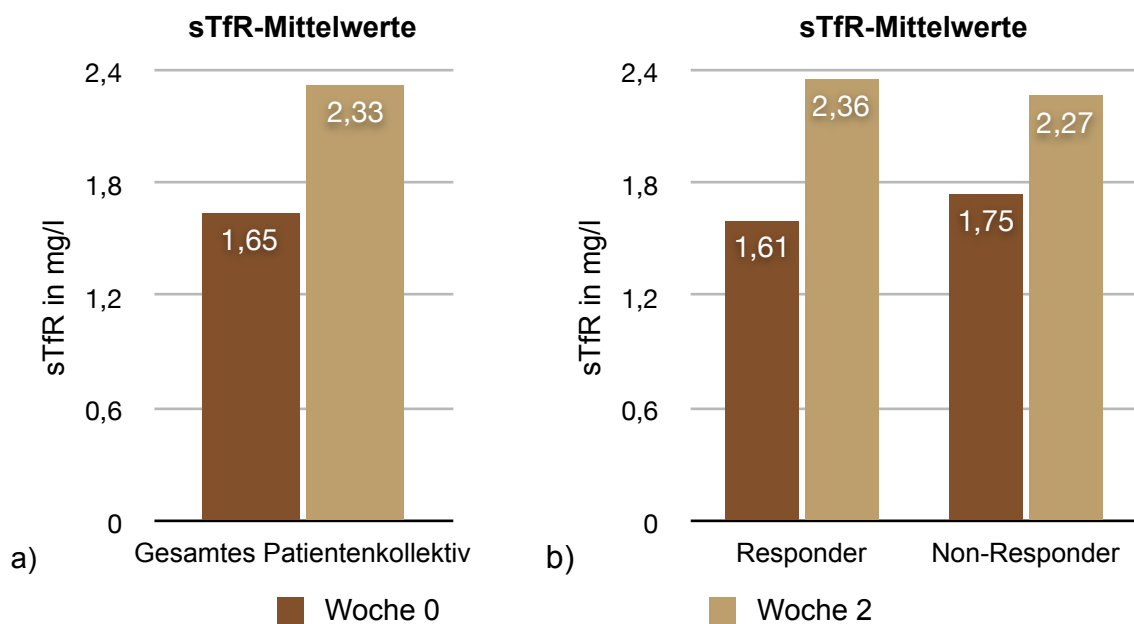 sTfR-Mittelwerte
sTfR in mg/l
2,4
1,8
1,2
0,6
0
2,33
1,65
Gesamtes Patientenkollektiv
a)
sTfR-Mittelwerte
sTfR in mg/l
2,4
1,8
1,2
0,6
0
2,36
1,61
2,27
1,75
Responder
Non-Responder
b)
Woche 0
Woche 2